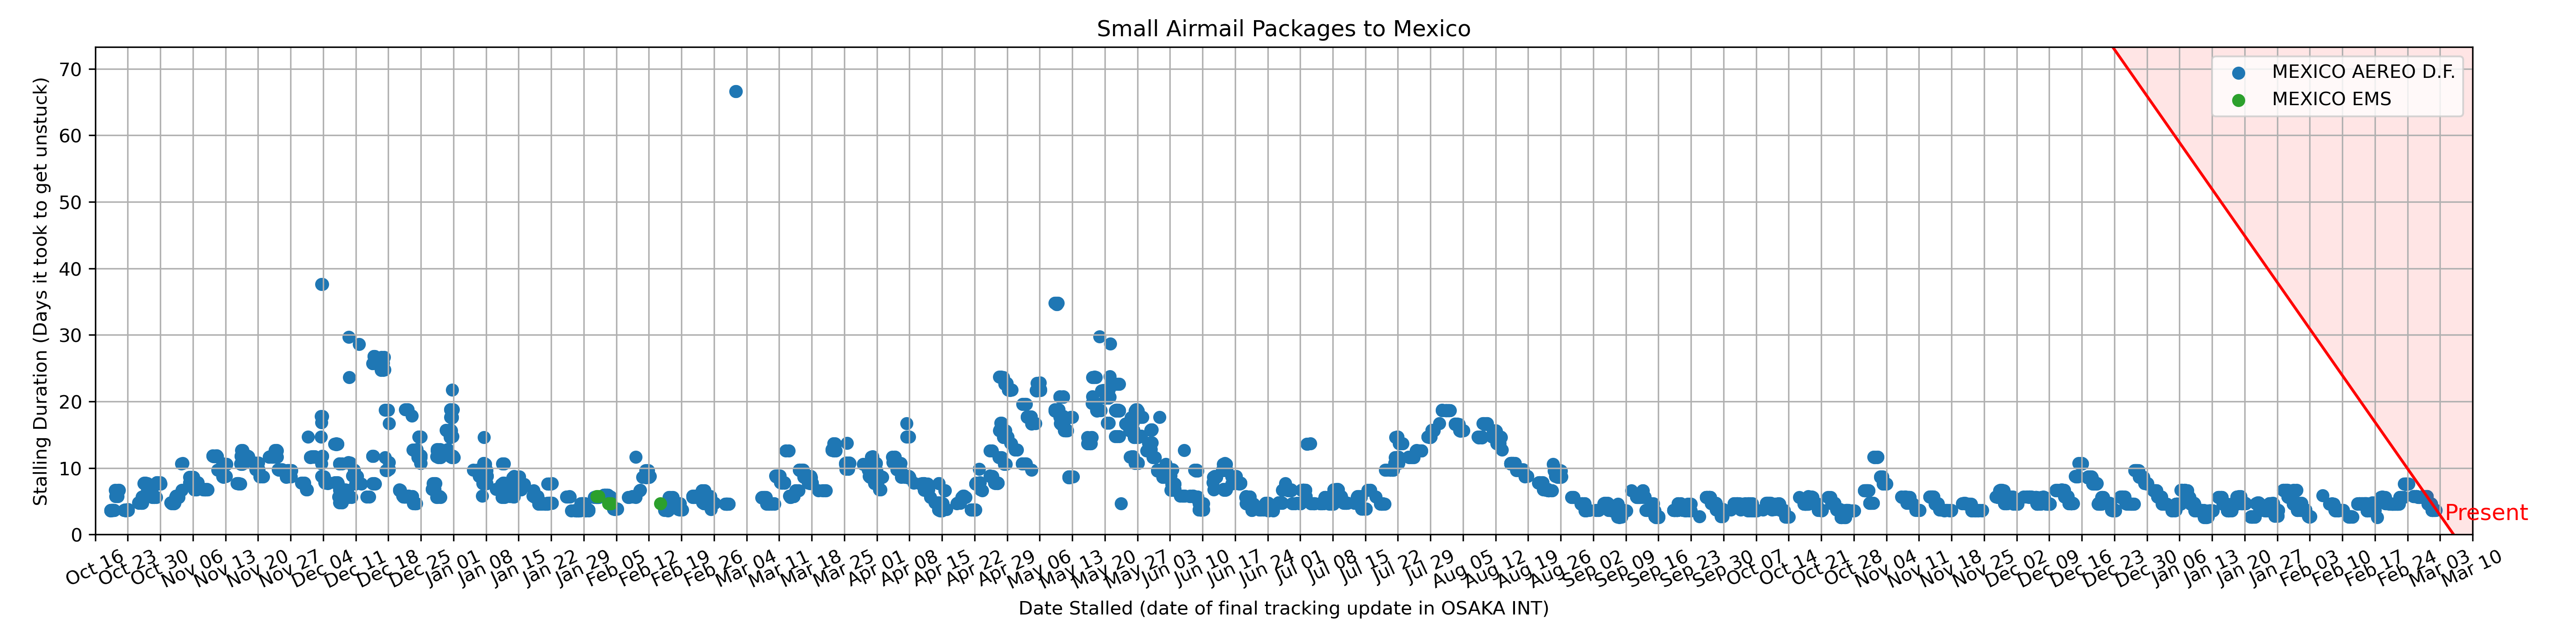 Small Airmail Packages to Mexico
Stalling Duration (Days it took to get unstuck)
70
60
50
40
30
20
10
0
MEXICO AEREO D.F.
MEXICO EMS
Present
Oct 16
Oct 23
Oct 30
Nov 06
Nov 13
Nov 20
Nov 27
Dec 04
Dec 11
Dec 18
Dec 25
Jan 01
Jan 08
Jan 15
Jan 22
Jan 29
Feb 05
Feb 12
Feb 19
Feb 26
Mar 04
Mar 11
Mar 18
Mar 25
Apr 01
Apr 08
Apr 15
Apr 22
Apr 29
May 06
May 13
May 20
May 27
Jun 03
Jun 10
Jun 17
Jun 24
Jul 01
Jul 08
Jul 15
Jul 22
Jul 29
Aug 05
Aug 12
Aug 19
Aug 26
Sep 02
Sep 09
Sep 16
Sep 23
Sep 30
Oct 07
Oct 14
Oct 21
Oct 28
Nov 04
Nov 11
Nov 18
Nov 25
Dec 02
Dec 09
Dec 16
Dec 23
Dec 30
Jan 06
Jan 13
Jan 20
Jan 27
Feb 03
Feb 10
Feb 17
Feb 24
Mar 03
Mar 10
Date Stalled (date of final tracking update in OSAKA INT)